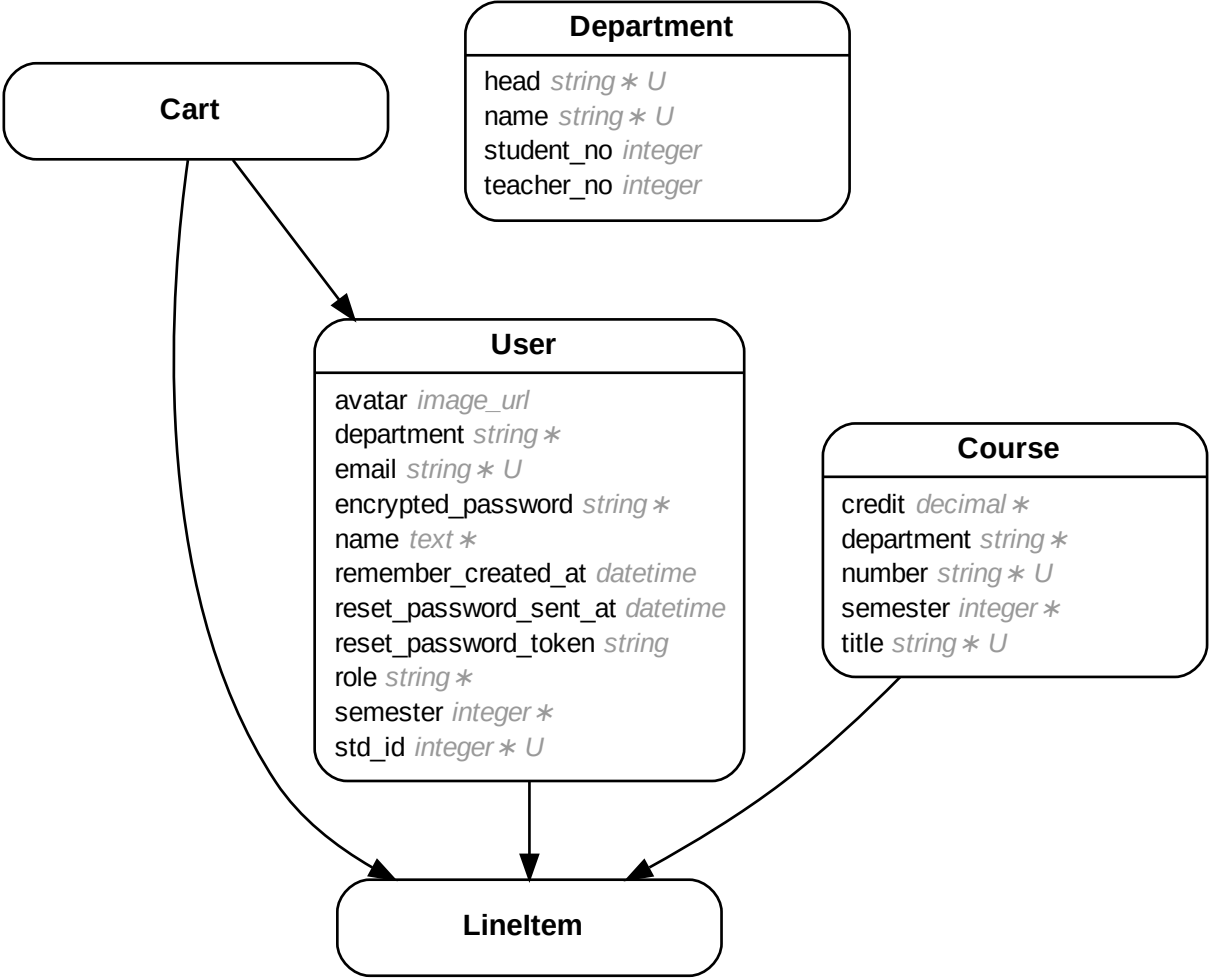 Department
head string∗ U
name string∗ U
student_no integer
teacher_no integer
Cart
User
avatar image_url
department string∗
email string∗ U
encrypted_password string∗
name text∗
remember_created_at datetime
reset_password_sent_at datetime
reset_password_token string
role string∗
semester integer∗
std_id integer∗ U
Course
credit decimal∗
department string∗
number string∗ U
semester integer∗
title string∗ U
LineItem